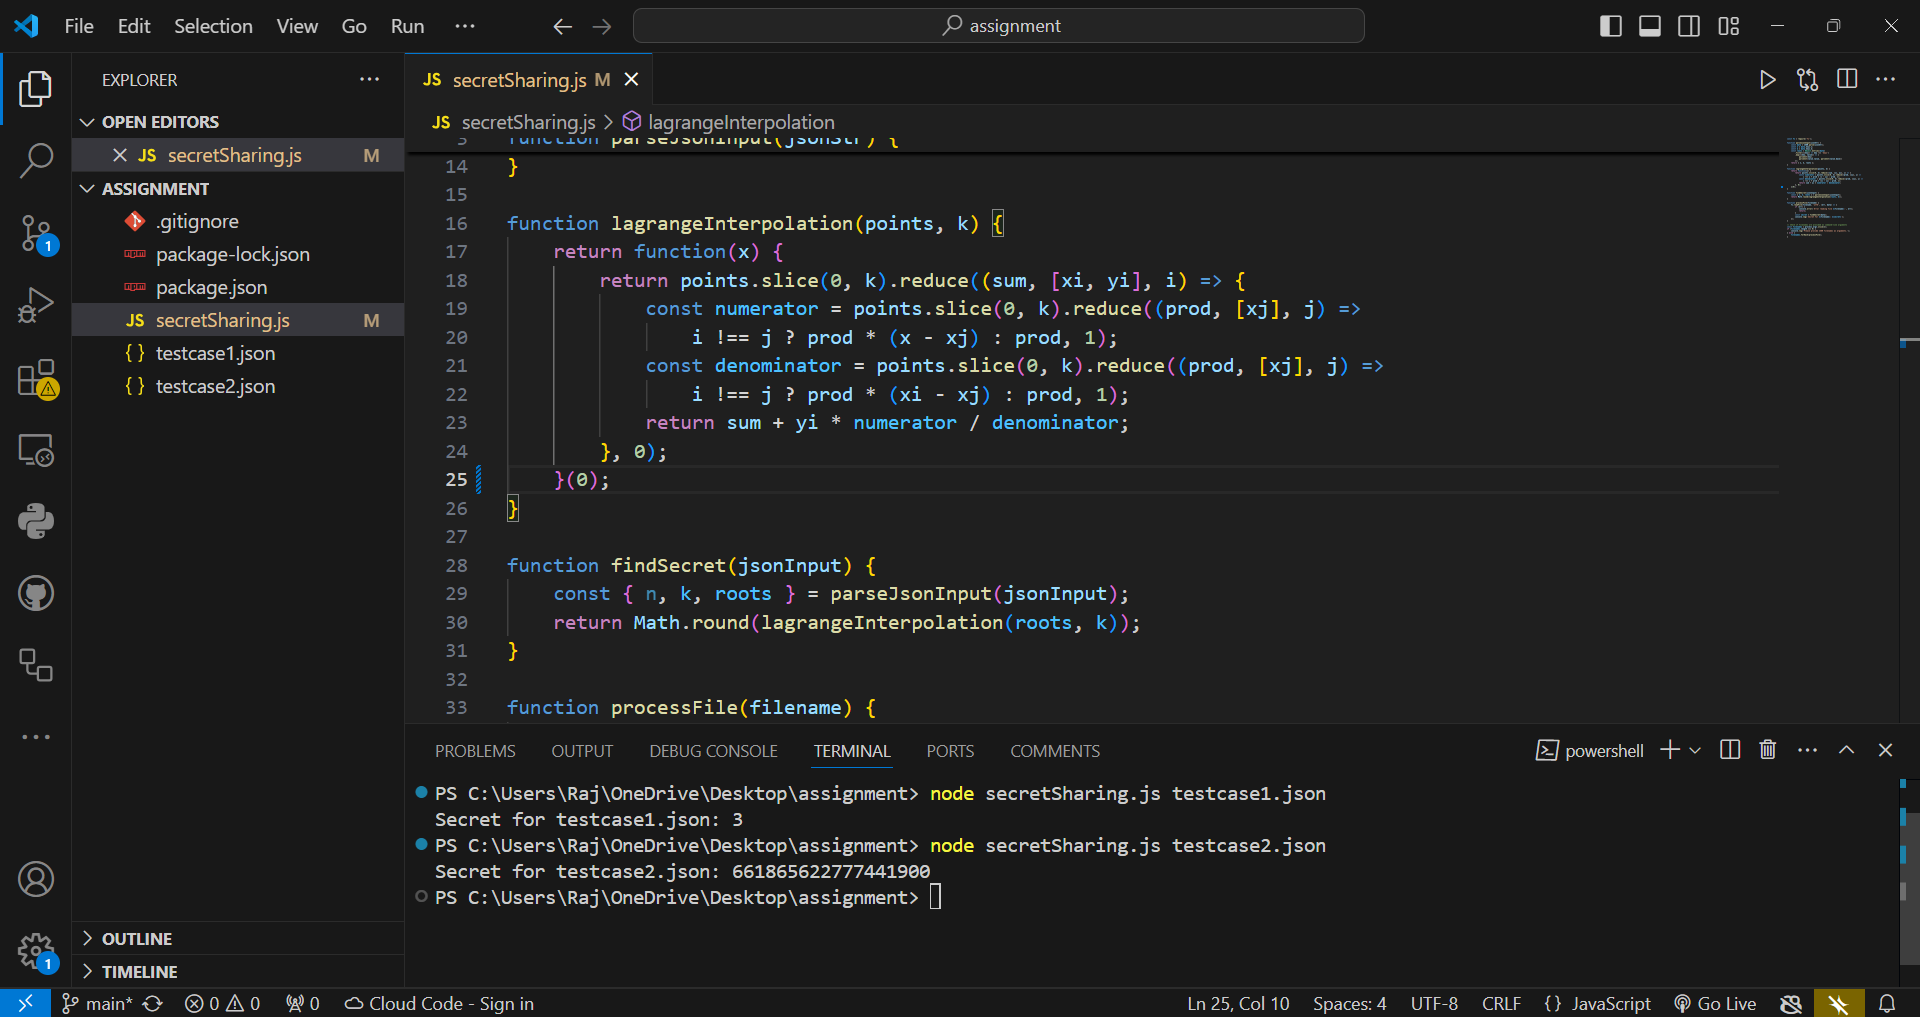 File Edit Selection View Go Run ··· assignment
EXPLORER ···
OPEN EDITORS
JS secretSharing.js M
ASSIGNMENT
.gitignore
package-lock.json
package.json
JS secretSharing.js M
{ } testcase1.json
{ } testcase2.json
OUTLINE
TIMELINE
1
1
JS secretSharing.js M
JS secretSharing.js > lagrangeInterpolation
3 function parseJsonInput(jsonStr) {
14 }
15
16 function lagrangeInterpolation(points, k) {
17     return function(x) {
18         return points.slice(0, k).reduce((sum, [xi, yi], i) => {
19             const numerator = points.slice(0, k).reduce((prod, [xj], j) =>
20                 i !== j ? prod * (x - xj) : prod, 1);
21             const denominator = points.slice(0, k).reduce((prod, [xj], j) =>
22                 i !== j ? prod * (xi - xj) : prod, 1);
23             return sum + yi * numerator / denominator;
24         }, 0);
25     }(0);
26 }
27
28 function findSecret(jsonInput) {
29     const { n, k, roots } = parseJsonInput(jsonInput);
30     return Math.round(lagrangeInterpolation(roots, k));
31 }
32
33 function processFile(filename) {
PROBLEMS OUTPUT DEBUG CONSOLE TERMINAL PORTS COMMENTS powershell
PS C:\Users\Raj\OneDrive\Desktop\assignment> node secretSharing.js testcase1.json
Secret for testcase1.json: 3
PS C:\Users\Raj\OneDrive\Desktop\assignment> node secretSharing.js testcase2.json
Secret for testcase2.json: 661865622777441900
PS C:\Users\Raj\OneDrive\Desktop\assignment>
main* 0 0 0 Cloud Code - Sign in Ln 25, Col 10 Spaces: 4 UTF-8 CRLF { } JavaScript Go Live